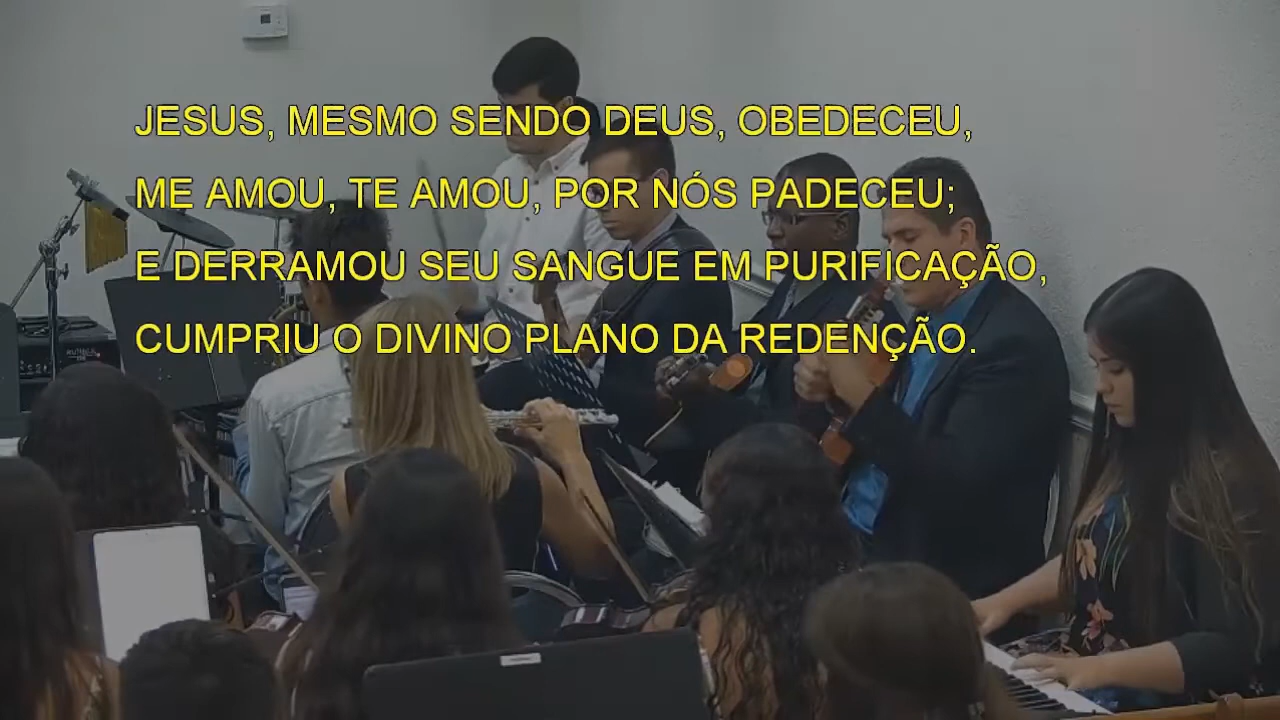 JESUS, MESMO SENDO DEUS, OBEDECEU,
ME AMOU, TE AMOU, POR NÓS PADECEU;
E DERRAMOU SEU SANGUE EM PURIFICAÇÃO,
CUMPRIU O DIVINO PLANO DA REDENÇÃO.